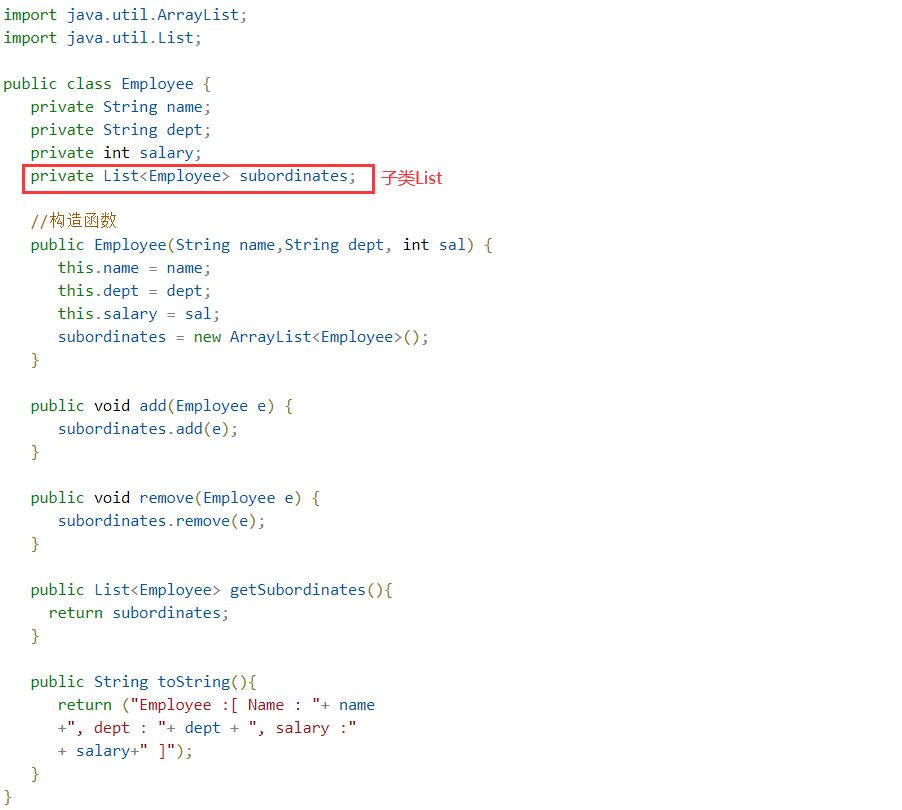 import java.util.ArrayList;
import java.util.List;
public class Employee {
private String name;
private String dept;
private int salary;
private List<Employee> subordinates; 子类List
//构造函数
public Employee(String name,String dept, int sal) {
this.name = name;
this.dept = dept;
this.salary = sal;
subordinates = new ArrayList<Employee>();
}
public void add(Employee e) {
subordinates.add(e);
}
public void remove(Employee e) {
subordinates.remove(e);
}
public List<Employee> getSubordinates(){
return subordinates;
}
public String toString(){
return ("Employee :[ Name : "+ name
+", dept : "+ dept + ", salary :"
+ salary+" ]");
}
}